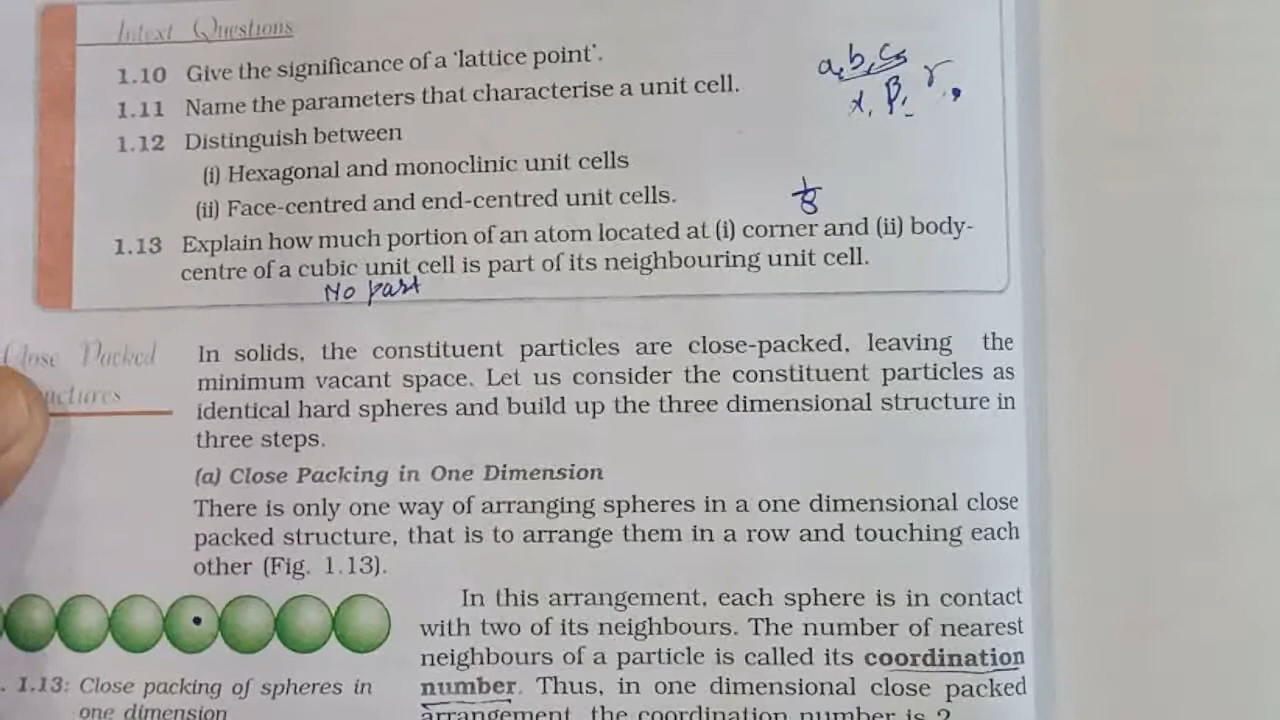 Intext Questions
1.10 Give the significance of a 'lattice point'.
1.11 Name the parameters that characterise a unit cell.
a, b, c,
α, β, γ,
1.12 Distinguish between
(i) Hexagonal and monoclinic unit cells
(ii) Face-centred and end-centred unit cells.
1/8
1.13 Explain how much portion of an atom located at (i) corner and (ii) body-
centre of a cubic unit cell is part of its neighbouring unit cell.
No part
Close Packed
uctures
In solids, the constituent particles are close-packed, leaving the
minimum vacant space. Let us consider the constituent particles as
identical hard spheres and build up the three dimensional structure in
three steps.
(a) Close Packing in One Dimension
There is only one way of arranging spheres in a one dimensional close
packed structure, that is to arrange them in a row and touching each
other (Fig. 1.13).
In this arrangement, each sphere is in contact
with two of its neighbours. The number of nearest
neighbours of a particle is called its coordination
number. Thus, in one dimensional close packed
arrangement, the coordination number is 2
. 1.13: Close packing of spheres in
one dimension